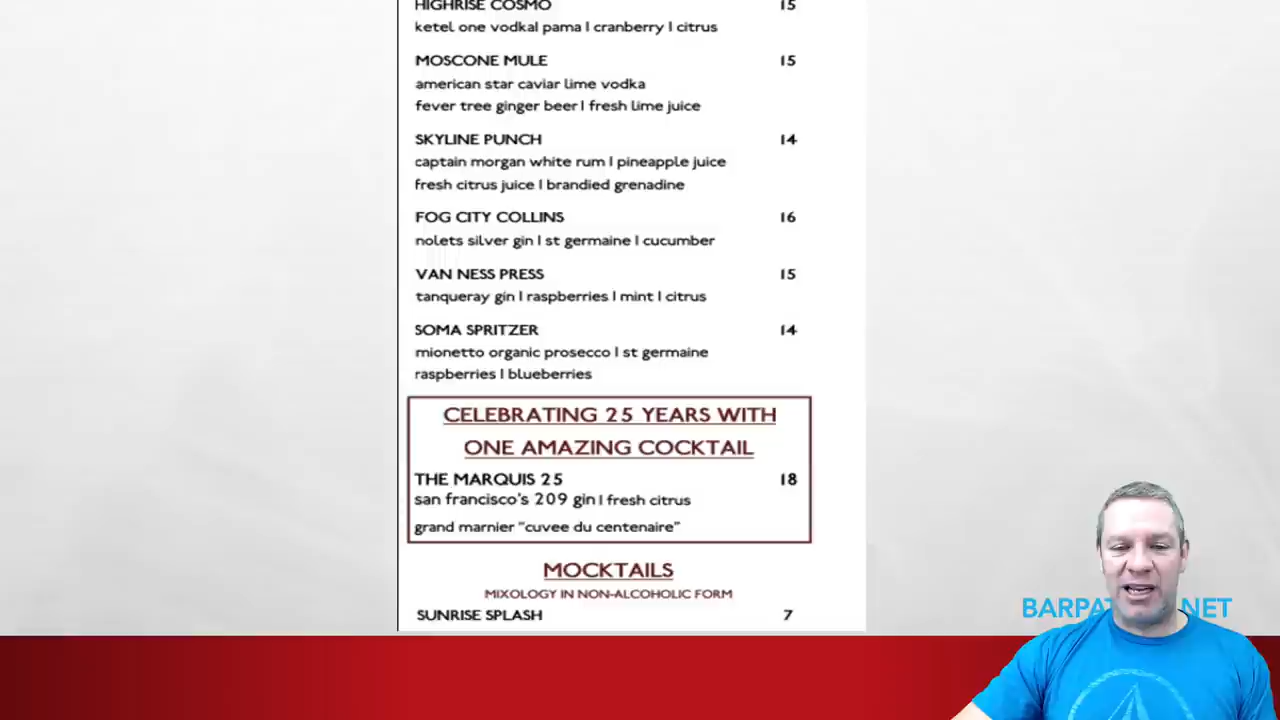 HIGHRISE COSMO 15
ketel one vodkal pama l cranberry l citrus
MOSCONE MULE 15
american star caviar lime vodka
fever tree ginger beer l fresh lime juice
SKYLINE PUNCH 14
captain morgan white rum l pineapple juice
fresh citrus juice l brandied grenadine
FOG CITY COLLINS 16
nolets silver gin l st germaine l cucumber
VAN NESS PRESS 15
tanqueray gin l raspberries l mint l citrus
SOMA SPRITZER 14
mionetto organic prosecco l st germaine
raspberries l blueberries
CELEBRATING 25 YEARS WITH
ONE AMAZING COCKTAIL
THE MARQUIS 25 18
san francisco's 209 gin l fresh citrus
grand marnier "cuvee du centenaire"
MOCKTAILS
MIXOLOGY IN NON-ALCOHOLIC FORM
SUNRISE SPLASH 7